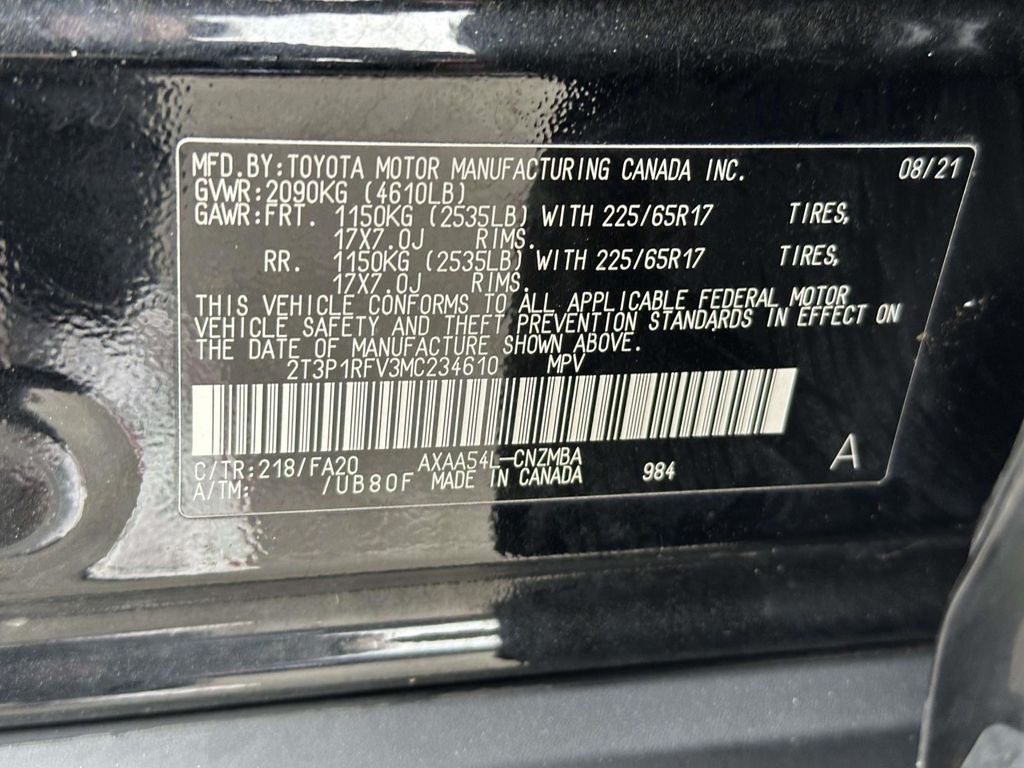 MFD.BY:TOYOTA MOTOR MANUFACTURING CANADA INC. 08/21
GVWR:2090KG (4610LB)
GAWR:FRT. 1150KG (2535LB) WITH 225/65R17 TIRES,
17X7.0J RIMS.
RR. 1150KG (2535LB) WITH 225/65R17 TIRES,
17X7.0J RIMS.
THIS VEHICLE CONFORMS TO ALL APPLICABLE FEDERAL MOTOR
VEHICLE SAFETY AND THEFT PREVENTION STANDARDS IN EFFECT ON
THE DATE OF MANUFACTURE SHOWN ABOVE.
2T3P1RFV3MC234610 MPV
C/TR:218/FA20 AXAA54L-CNZMBA 984 A
A/TM: /UB80F MADE IN CANADA